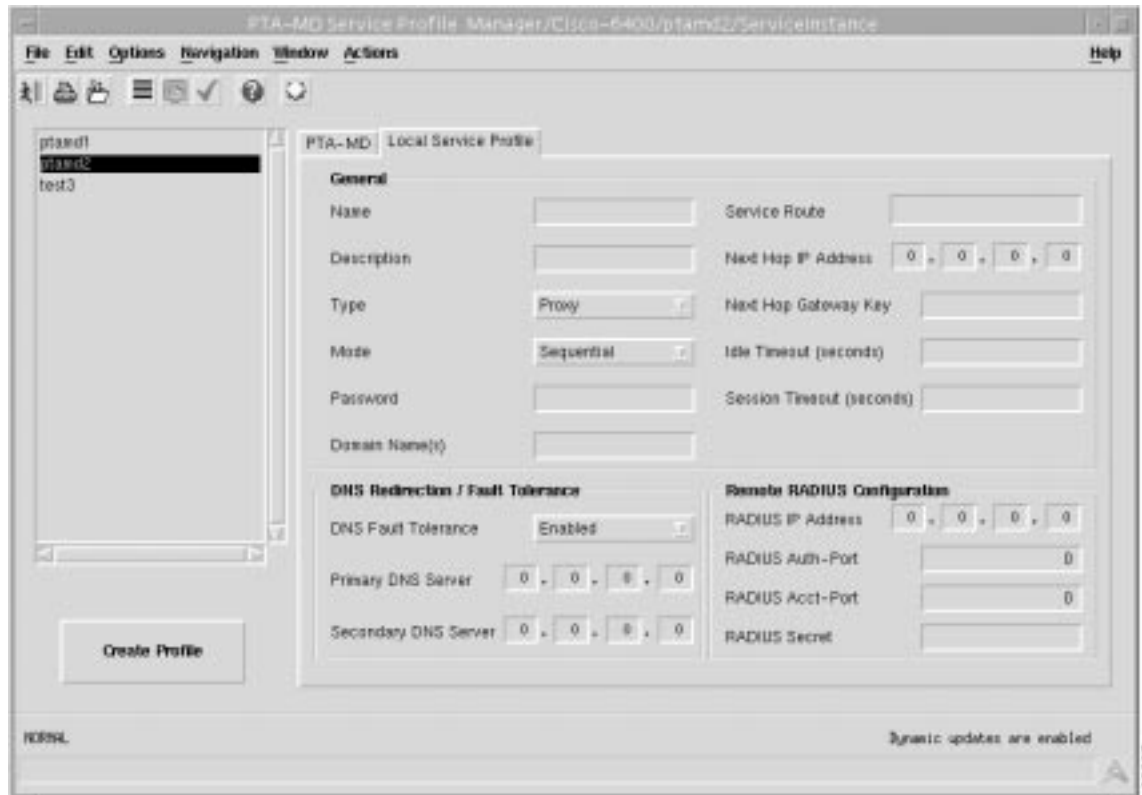 PTA-MD Service Profile Manager/Cisco-6400/ptamd2/ServiceInstance
File Edit Options Navigation Window Actions Help
ptamd1
ptamd2
test3
Create Profile
PTA-MD Local Service Profile
General
Name
Description
Type Proxy
Mode Sequential
Password
Domain Name(s)
Service Route
Next Hop IP Address 0 . 0 . 0 . 0
Next Hop Gateway Key
Idle Timeout (seconds)
Session Timeout (seconds)
DNS Redirection / Fault Tolerance
DNS Fault Tolerance Enabled
Primary DNS Server 0 . 0 . 0 . 0
Secondary DNS Server 0 . 0 . 0 . 0
Remote RADIUS Configuration
RADIUS IP Address 0 . 0 . 0 . 0
RADIUS Auth-Port 0
RADIUS Acct-Port 0
RADIUS Secret
NORMAL Dynamic updates are enabled